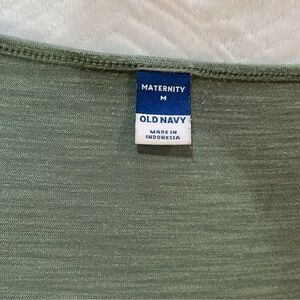 MATERNITY
M
OLD NAVY
MADE IN
INDONESIA